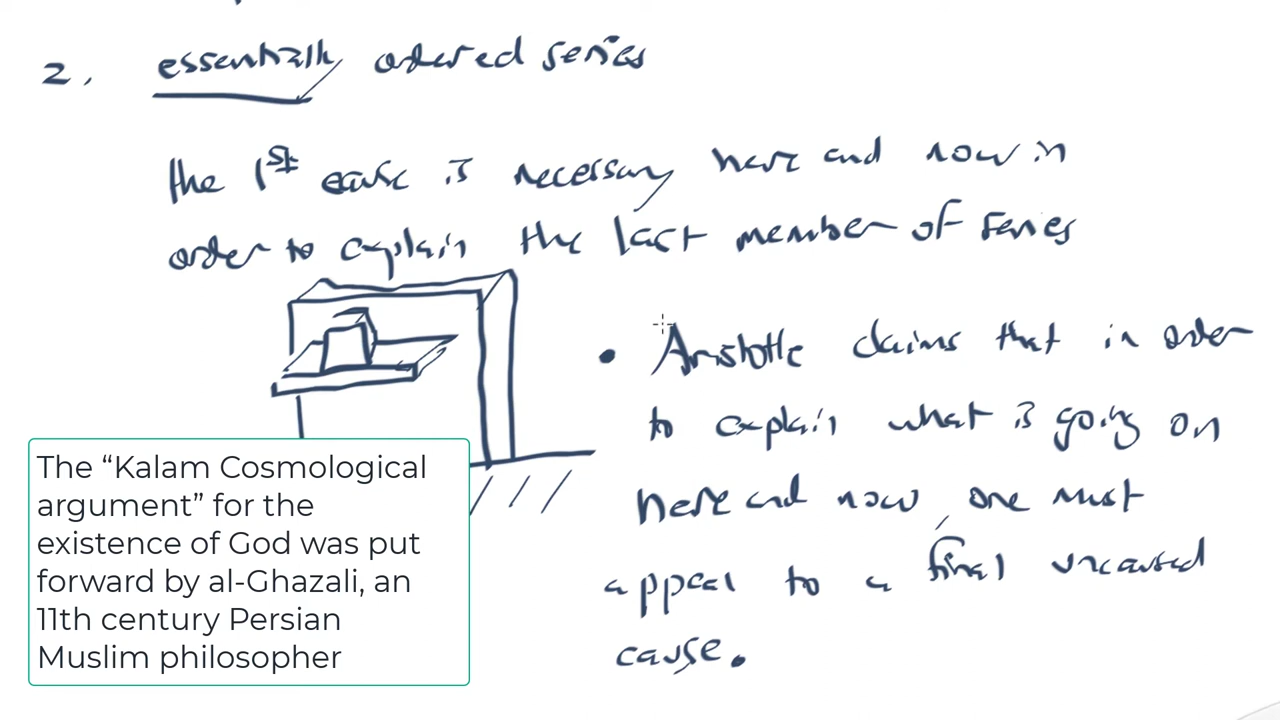 2. essentially ordered series
the 1st cause is necessary here and now in
order to explain the last member of series
• Aristotle claims that in order
to explain what is going on
here and now, one must
appeal to a final uncaused
cause.
The “Kalam Cosmological
argument” for the
existence of God was put
forward by al-Ghazali, an
11th century Persian
Muslim philosopher